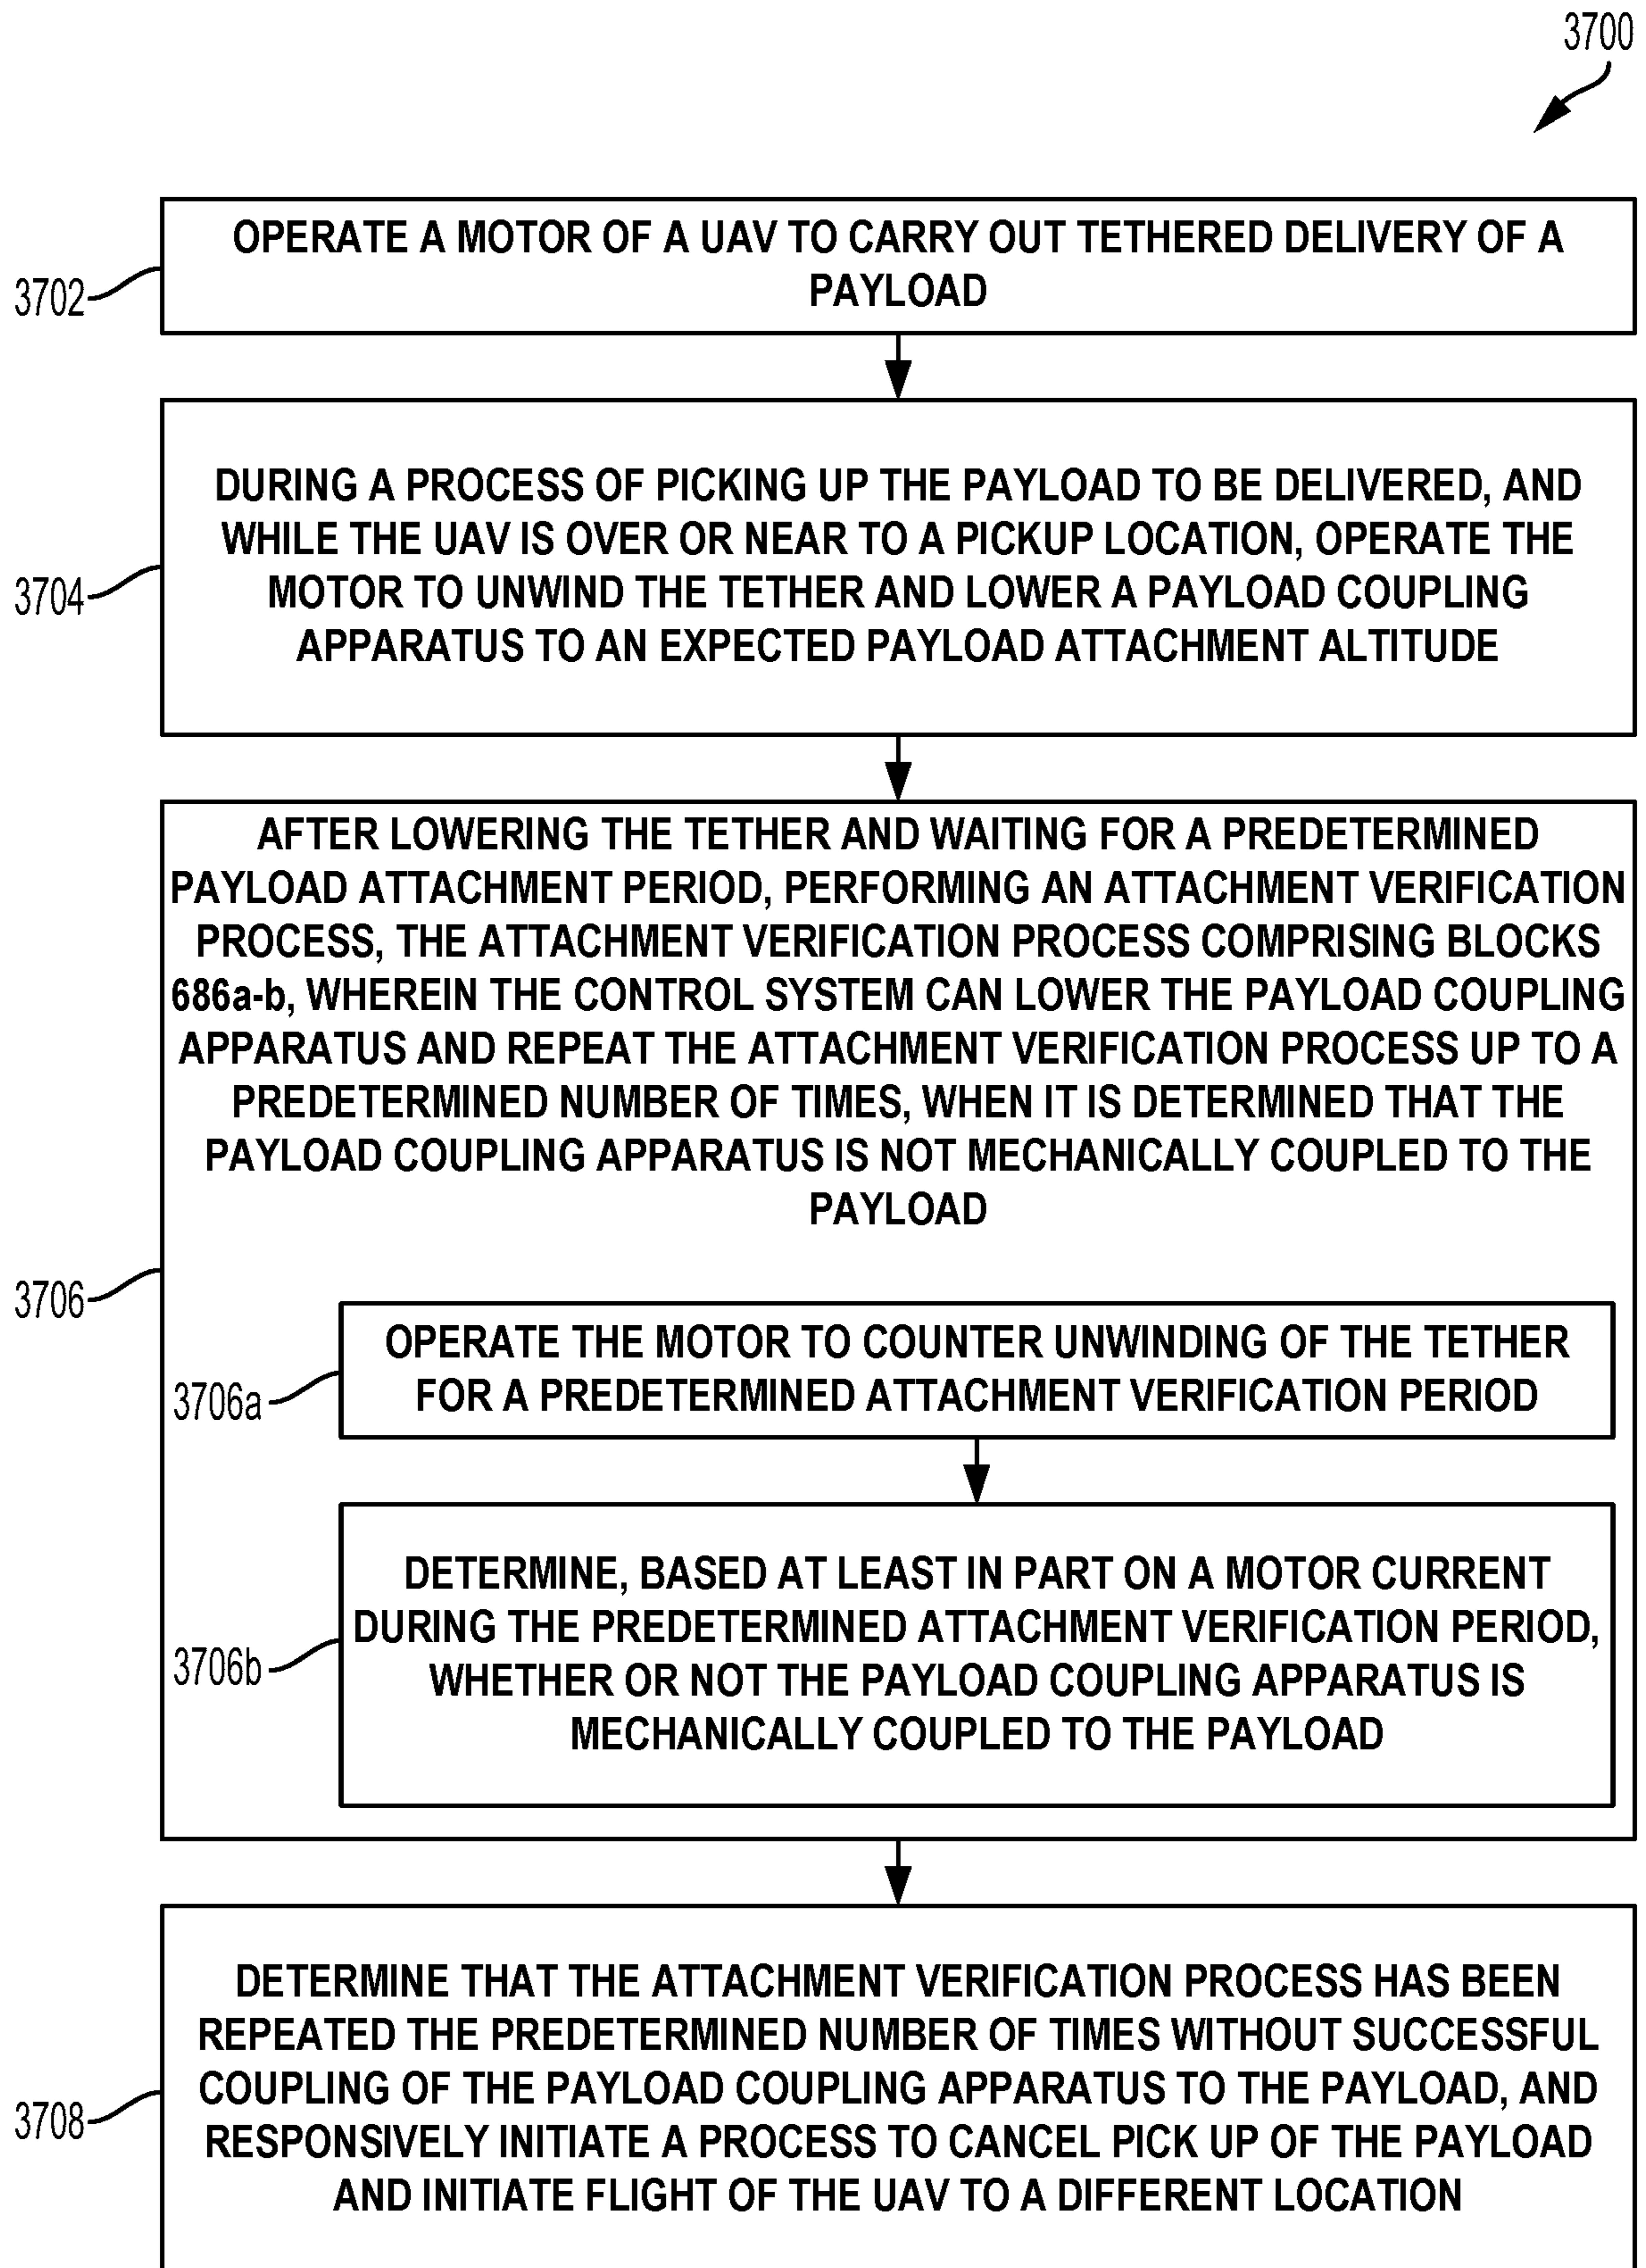 3700
OPERATE A MOTOR OF A UAV TO CARRY OUT TETHERED DELIVERY OF A
PAYLOAD
3702
DURING A PROCESS OF PICKING UP THE PAYLOAD TO BE DELIVERED, AND
WHILE THE UAV IS OVER OR NEAR TO A PICKUP LOCATION, OPERATE THE
MOTOR TO UNWIND THE TETHER AND LOWER A PAYLOAD COUPLING
APPARATUS TO AN EXPECTED PAYLOAD ATTACHMENT ALTITUDE
3704
AFTER LOWERING THE TETHER AND WAITING FOR A PREDETERMINED
PAYLOAD ATTACHMENT PERIOD, PERFORMING AN ATTACHMENT VERIFICATION
PROCESS, THE ATTACHMENT VERIFICATION PROCESS COMPRISING BLOCKS
686a-b, WHEREIN THE CONTROL SYSTEM CAN LOWER THE PAYLOAD COUPLING
APPARATUS AND REPEAT THE ATTACHMENT VERIFICATION PROCESS UP TO A
PREDETERMINED NUMBER OF TIMES, WHEN IT IS DETERMINED THAT THE
PAYLOAD COUPLING APPARATUS IS NOT MECHANICALLY COUPLED TO THE
PAYLOAD
3706
OPERATE THE MOTOR TO COUNTER UNWINDING OF THE TETHER
FOR A PREDETERMINED ATTACHMENT VERIFICATION PERIOD
3706a
DETERMINE, BASED AT LEAST IN PART ON A MOTOR CURRENT
DURING THE PREDETERMINED ATTACHMENT VERIFICATION PERIOD,
WHETHER OR NOT THE PAYLOAD COUPLING APPARATUS IS
MECHANICALLY COUPLED TO THE PAYLOAD
3706b
DETERMINE THAT THE ATTACHMENT VERIFICATION PROCESS HAS BEEN
REPEATED THE PREDETERMINED NUMBER OF TIMES WITHOUT SUCCESSFUL
COUPLING OF THE PAYLOAD COUPLING APPARATUS TO THE PAYLOAD, AND
RESPONSIVELY INITIATE A PROCESS TO CANCEL PICK UP OF THE PAYLOAD
AND INITIATE FLIGHT OF THE UAV TO A DIFFERENT LOCATION
3708